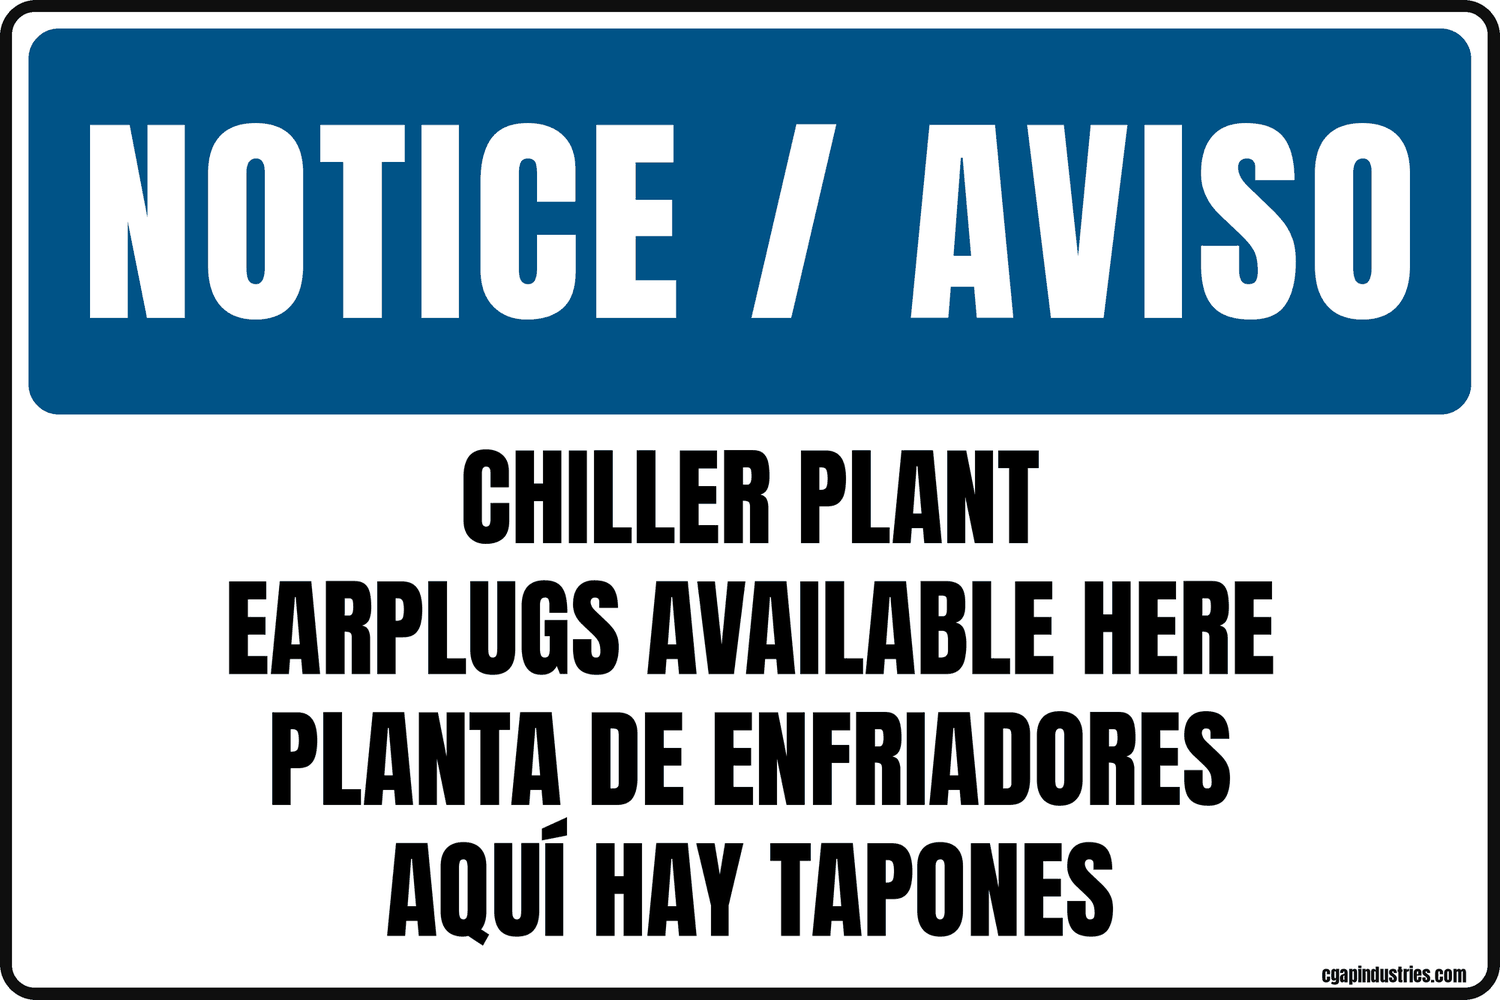 NOTICE / AVISO
CHILLER PLANT
EARPLUGS AVAILABLE HERE
PLANTA DE ENFRIADORES
AQUÍ HAY TAPONES
cgapindustries.com